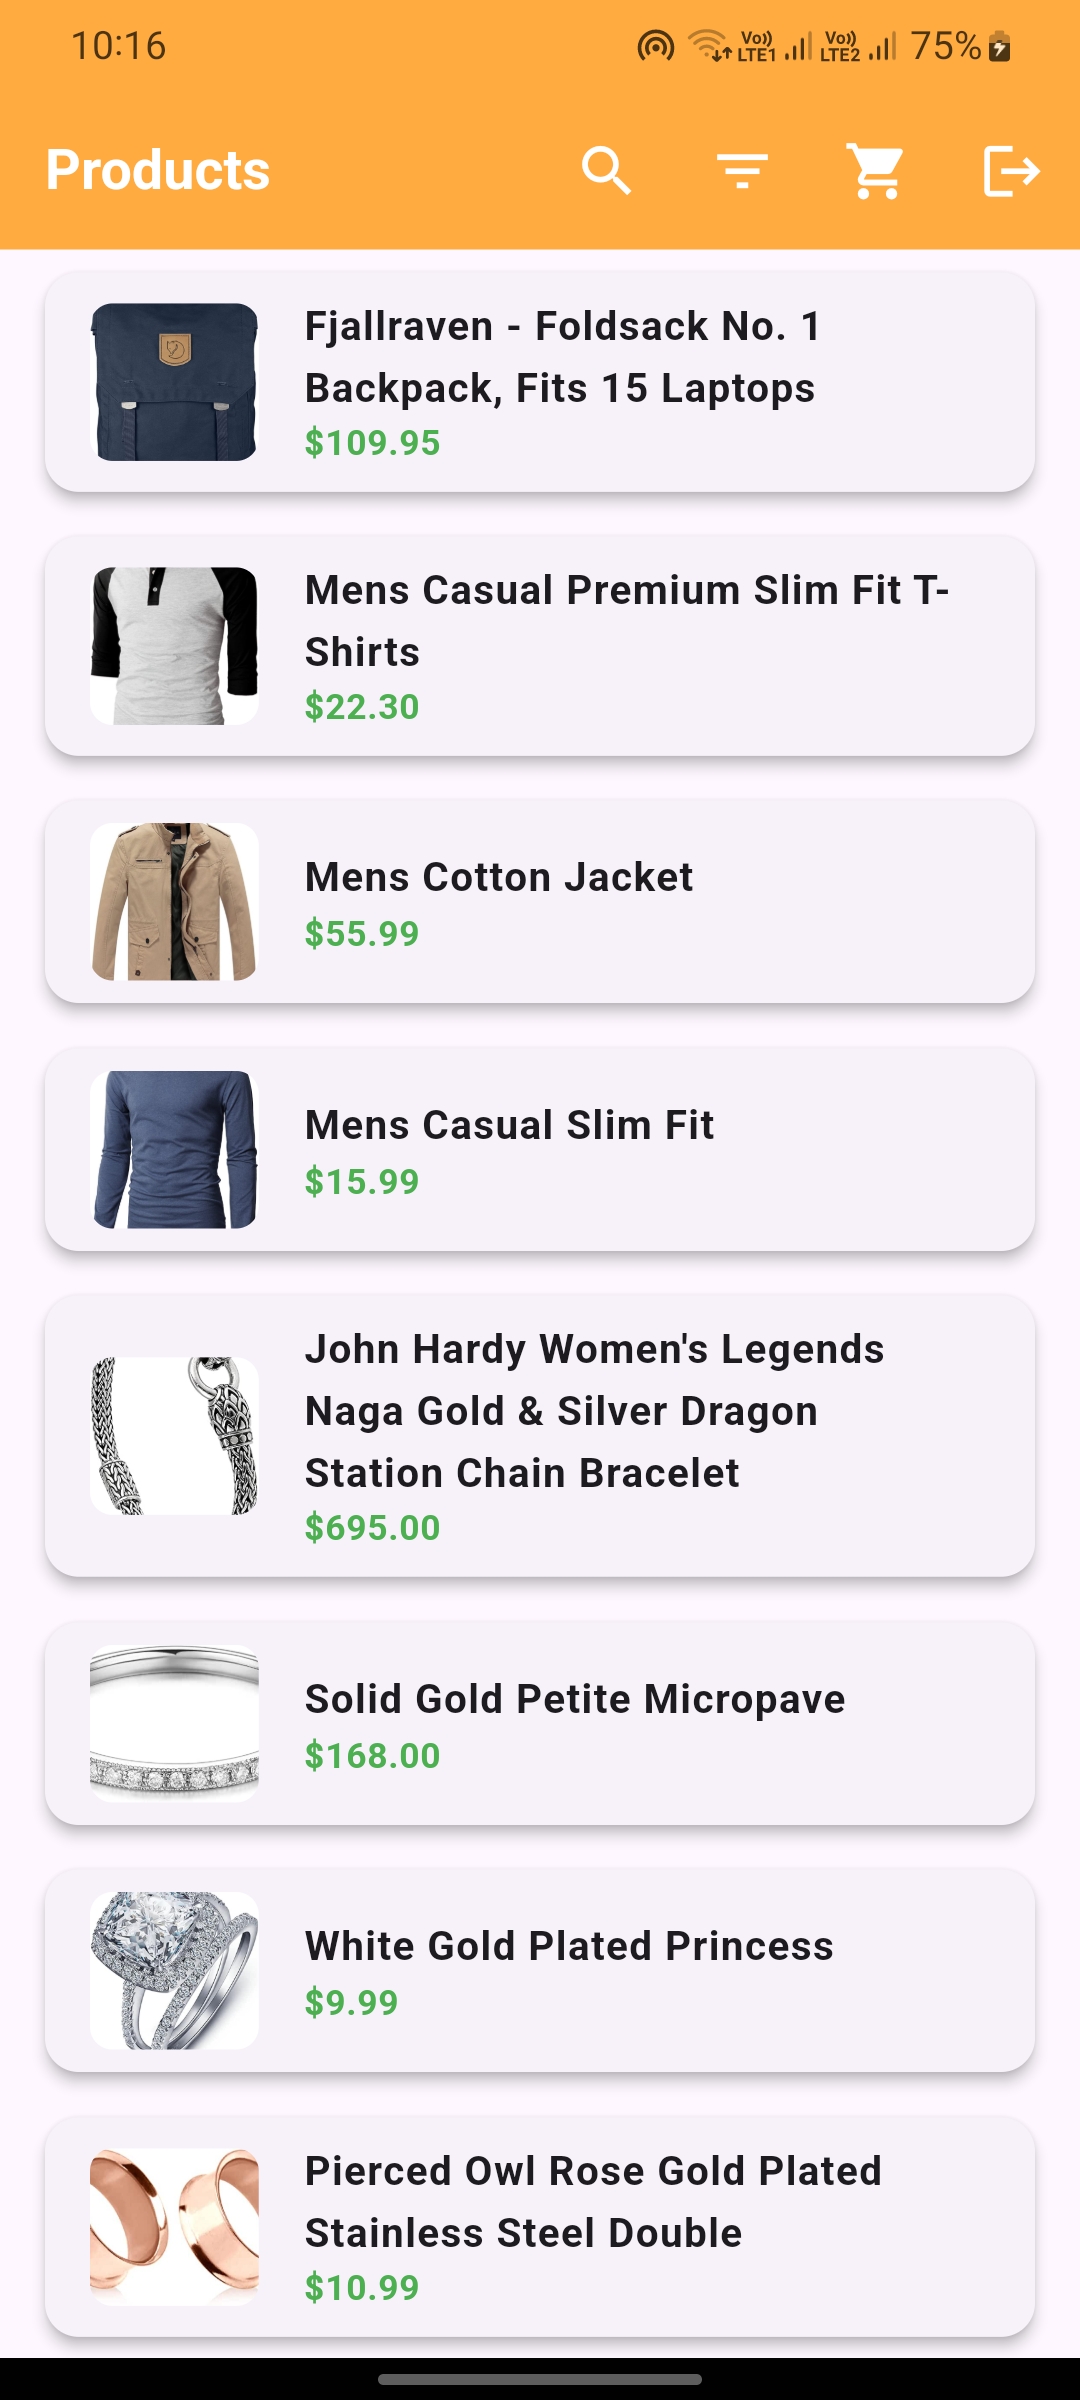 10:16
Vo)) LTE1
Vo)) LTE2
75%
Products
Fjallraven - Foldsack No. 1
Backpack, Fits 15 Laptops
$109.95
Mens Casual Premium Slim Fit T-
Shirts
$22.30
Mens Cotton Jacket
$55.99
Mens Casual Slim Fit
$15.99
John Hardy Women's Legends
Naga Gold & Silver Dragon
Station Chain Bracelet
$695.00
Solid Gold Petite Micropave
$168.00
White Gold Plated Princess
$9.99
Pierced Owl Rose Gold Plated
Stainless Steel Double
$10.99